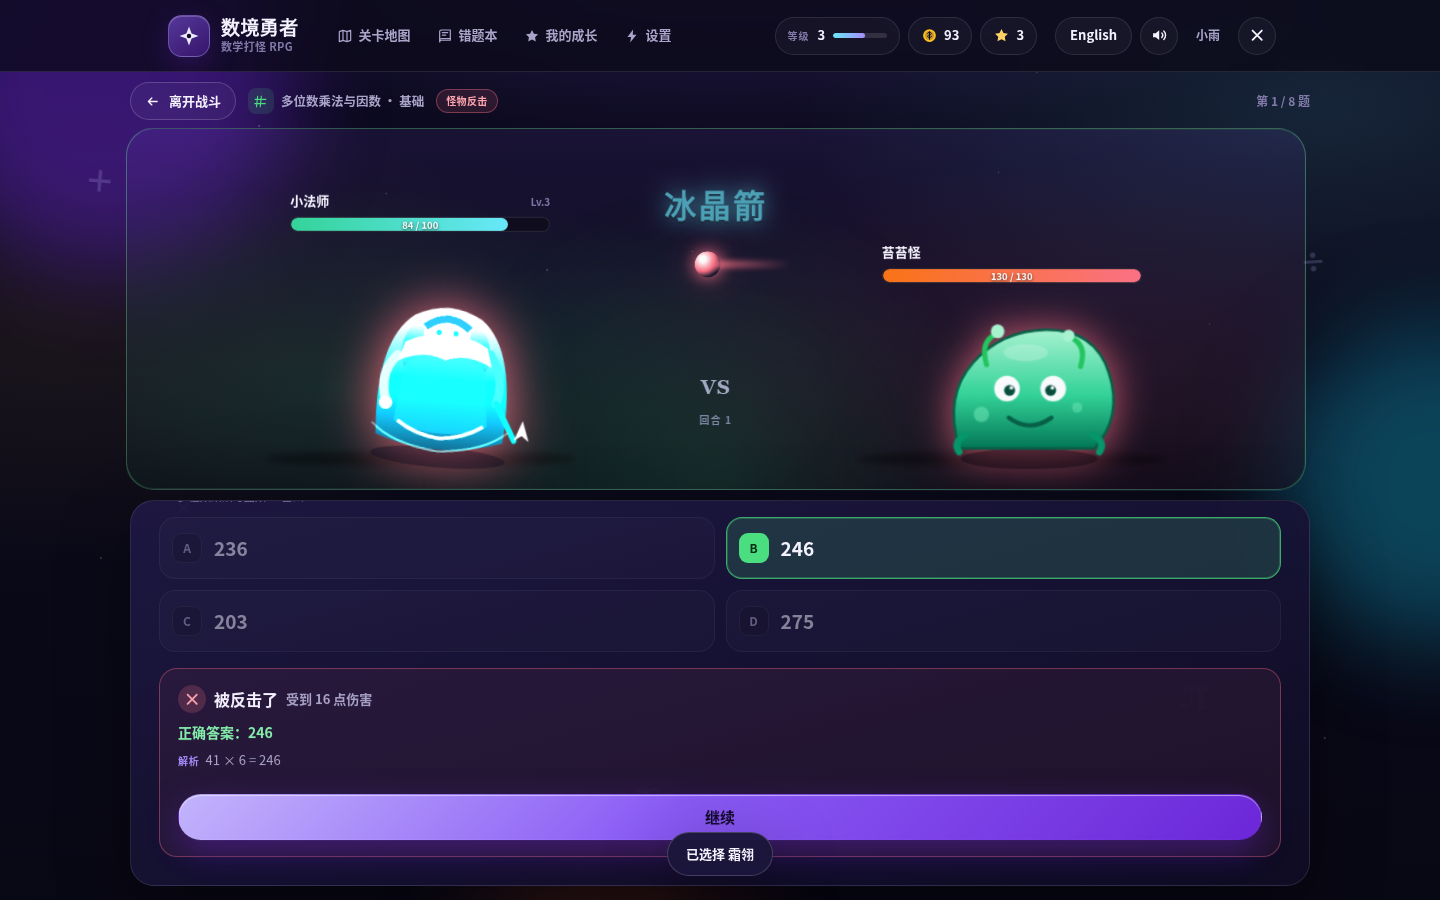 数境勇者
数学打怪 RPG
关卡地图
错题本
我的成长
设置
等级 3
93
3
English
小雨
离开战斗
多位数乘法与因数 · 基础
怪物反击
第 1 / 8 题
小法师
Lv.3
84 / 100
冰晶箭
苔苔怪
130 / 130
VS
回合 1
A 236
B 246
C 203
D 275
被反击了 受到 16 点伤害
正确答案：246
解析 41 × 6 = 246
继续
已选择 霜翎